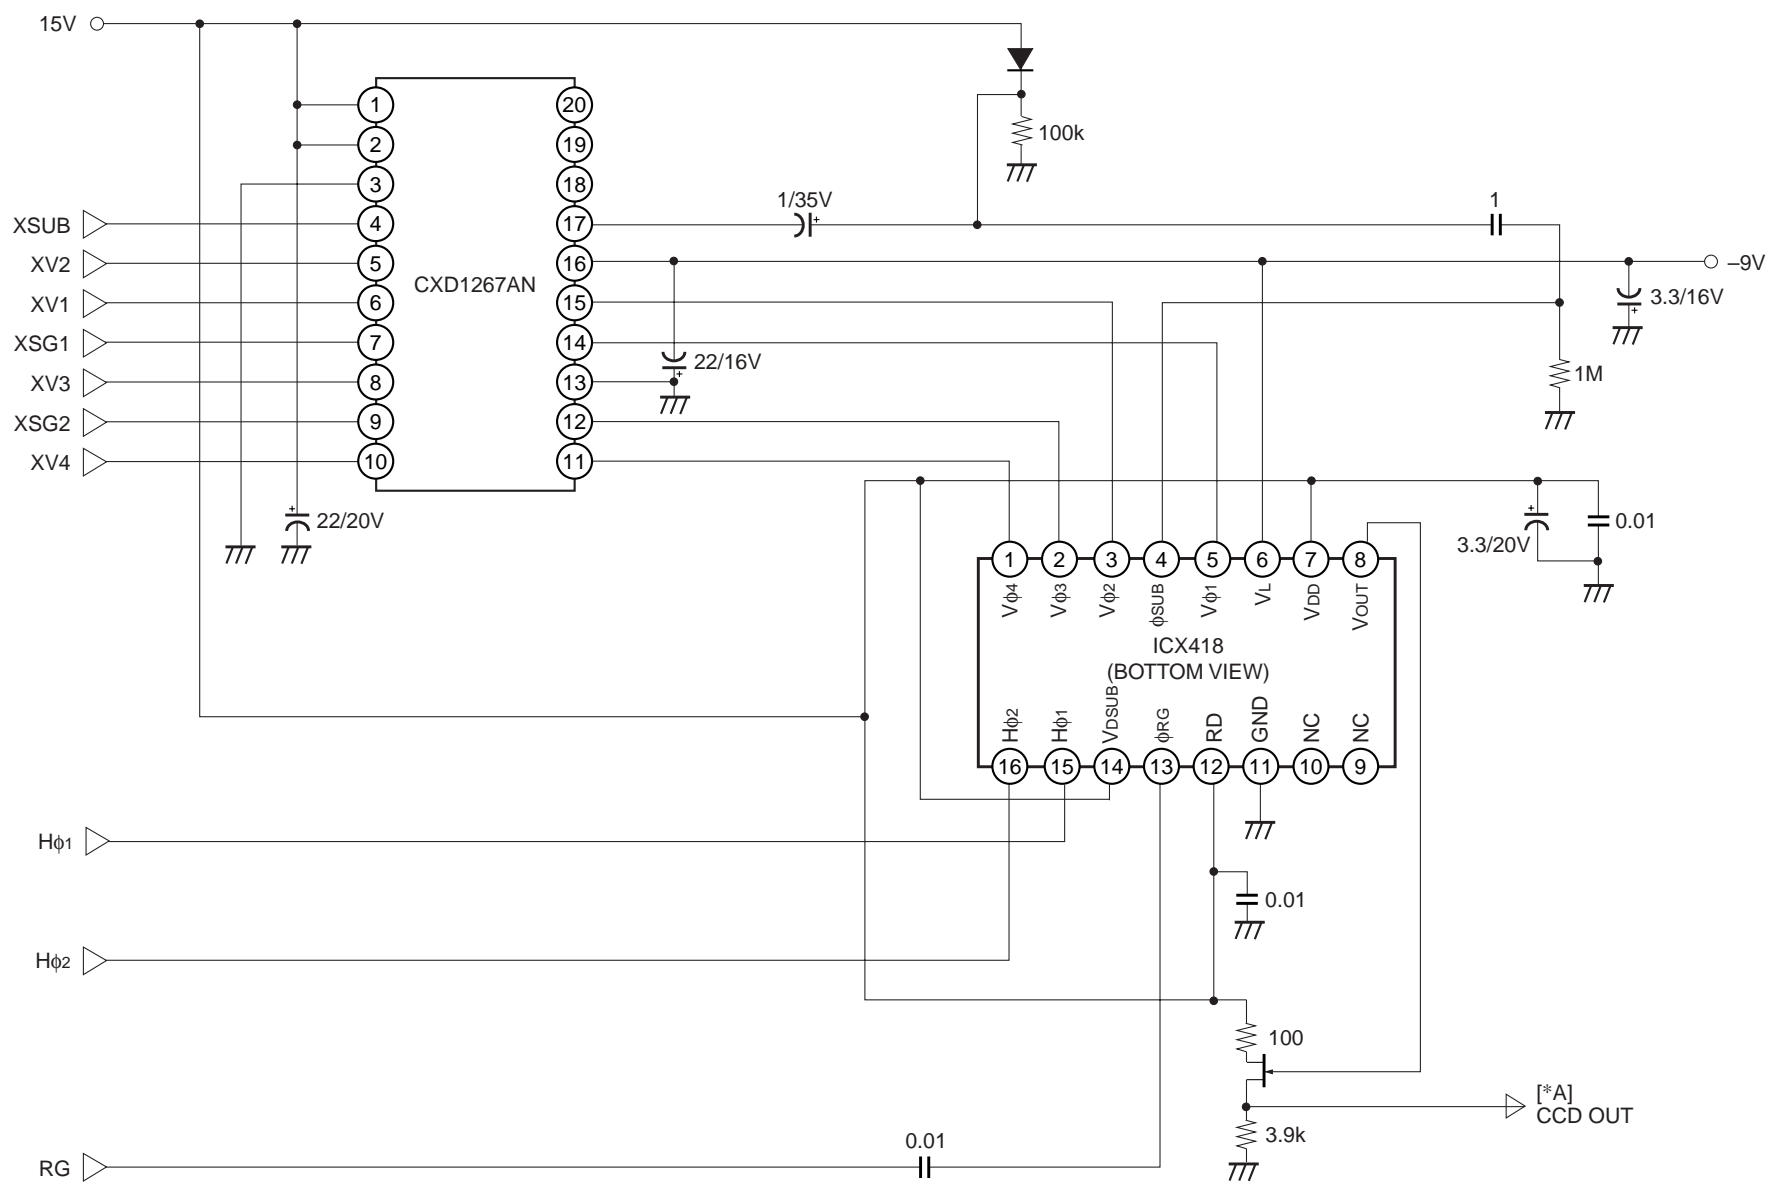 15V
1
20
2
19
100k
3
18
1/35V
1
XSUB
4
17
XV2
5
16
–9V
CXD1267AN
XV1
6
15
3.3/16V
XSG1
7
14
22/16V
XV3
8
13
1M
XSG2
9
12
XV4
10
11
22/20V
3.3/20V
0.01
1
2
3
4
5
6
7
8
Vϕ4
Vϕ3
Vϕ2
ϕSUB
Vϕ1
VL
VDD
VOUT
ICX418
(BOTTOM VIEW)
Hϕ2
Hϕ1
VDSUB
ϕRG
RD
GND
NC
NC
16
15
14
13
12
11
10
9
Hϕ1
0.01
Hϕ2
100
[*A]
CCD OUT
3.9k
0.01
RG
+
+
+
+
+